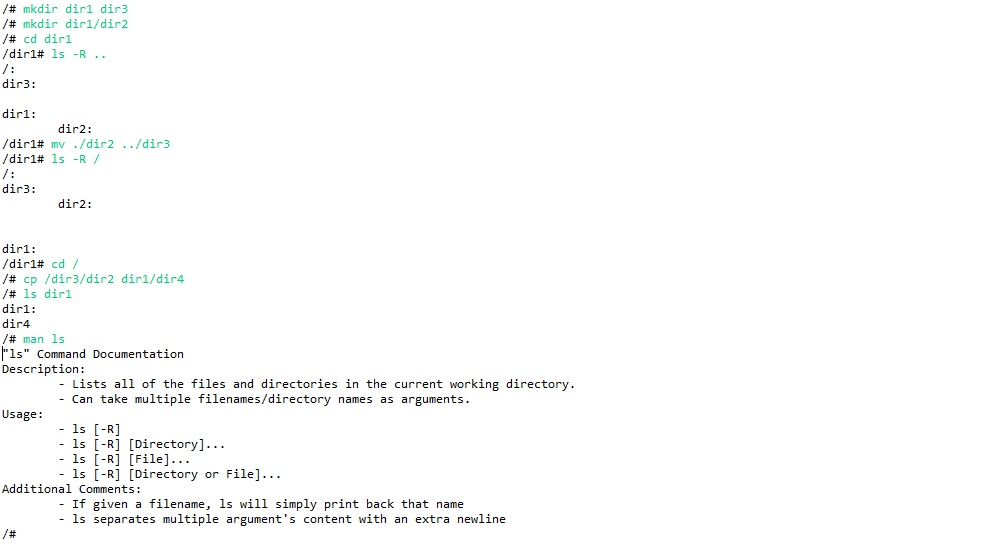 /# mkdir dir1 dir3
/# mkdir dir1/dir2
/# cd dir1
/dir1# ls -R ..
/:
dir3:

dir1:
        dir2:
/dir1# mv ./dir2 ../dir3
/dir1# ls -R /
/:
dir3:
        dir2:


dir1:
/dir1# cd /
/# cp /dir3/dir2 dir1/dir4
/# ls dir1
dir1:
dir4
/# man ls
"ls" Command Documentation
Description:
        - Lists all of the files and directories in the current working directory.
        - Can take multiple filenames/directory names as arguments.
Usage:
        - ls [-R]
        - ls [-R] [Directory]...
        - ls [-R] [File]...
        - ls [-R] [Directory or File]...
Additional Comments:
        - If given a filename, ls will simply print back that name
        - ls separates multiple argument's content with an extra newline
/#